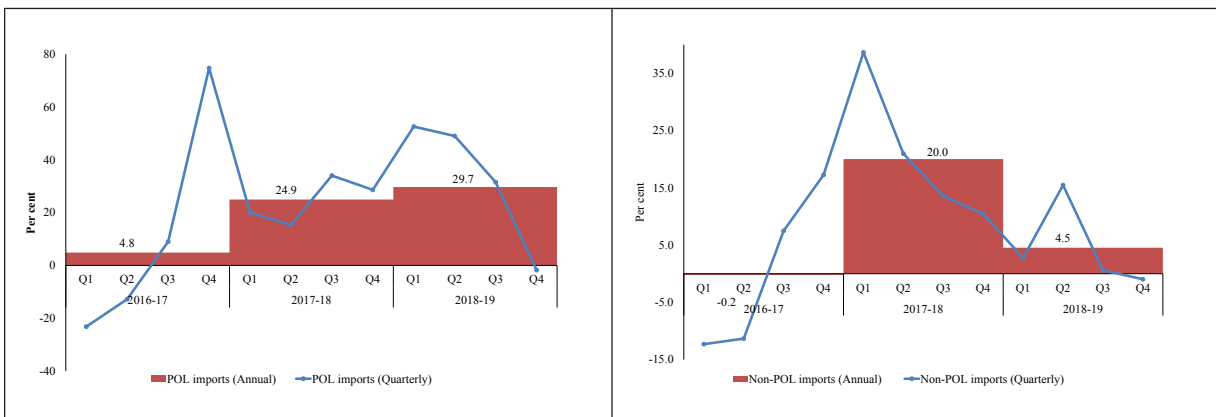 80
60
40
20
0
-20
-40
Per cent
4.8
24.9
29.7
Q1 Q2 Q3 Q4 Q1 Q2 Q3 Q4 Q1 Q2 Q3 Q4
2016-17 2017-18 2018-19
POL imports (Annual) POL imports (Quarterly)
35.0
25.0
15.0
5.0
-5.0
-15.0
Per cent
20.0
4.5
Q1 Q2 Q3 Q4 Q1 Q2 Q3 Q4 Q1 Q2 Q3 Q4
-0.2
2016-17 2017-18 2018-19
Non-POL imports (Annual) Non-POL imports (Quarterly)